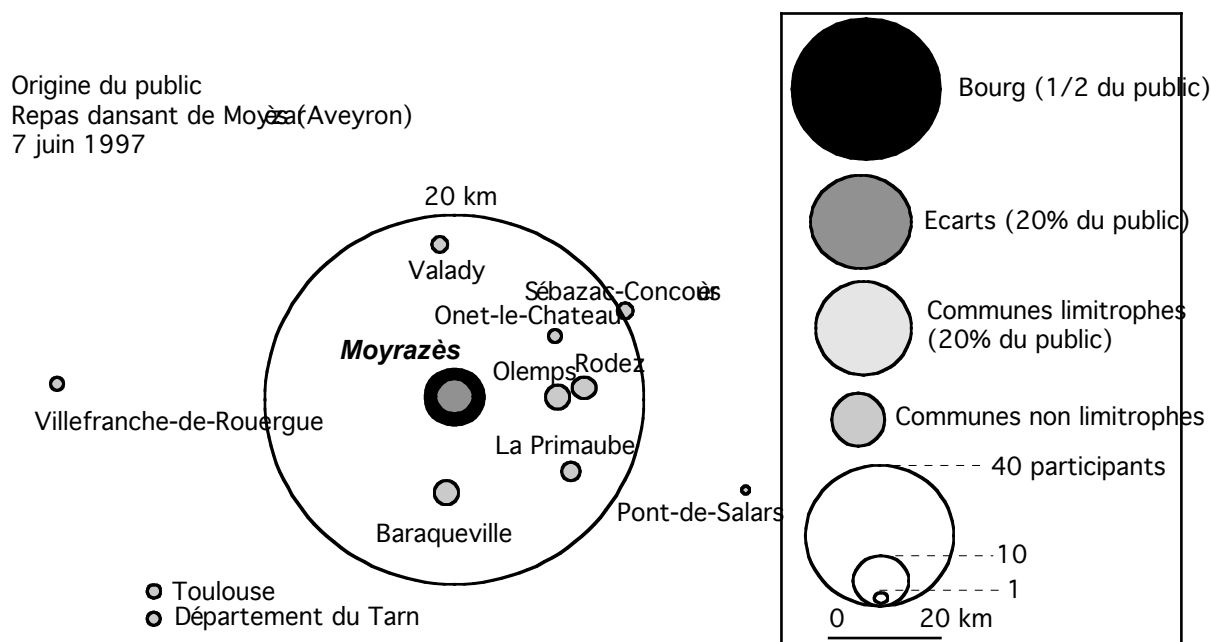 Origine du public
Repas dansant de Moyrazès (Aveyron)
7 juin 1997
20 km
Valady
Sébazac-Concourès
Onet-le-Chateau
Moyrazès
Olemps
Rodez
Villefranche-de-Rouergue
La Primaube
Baraqueville
Pont-de-Salars
Toulouse
Département du Tarn
Bourg (1/2 du public)
Ecarts (20% du public)
Communes limitrophes
(20% du public)
Communes non limitrophes
40 participants
10
1
0 20 km